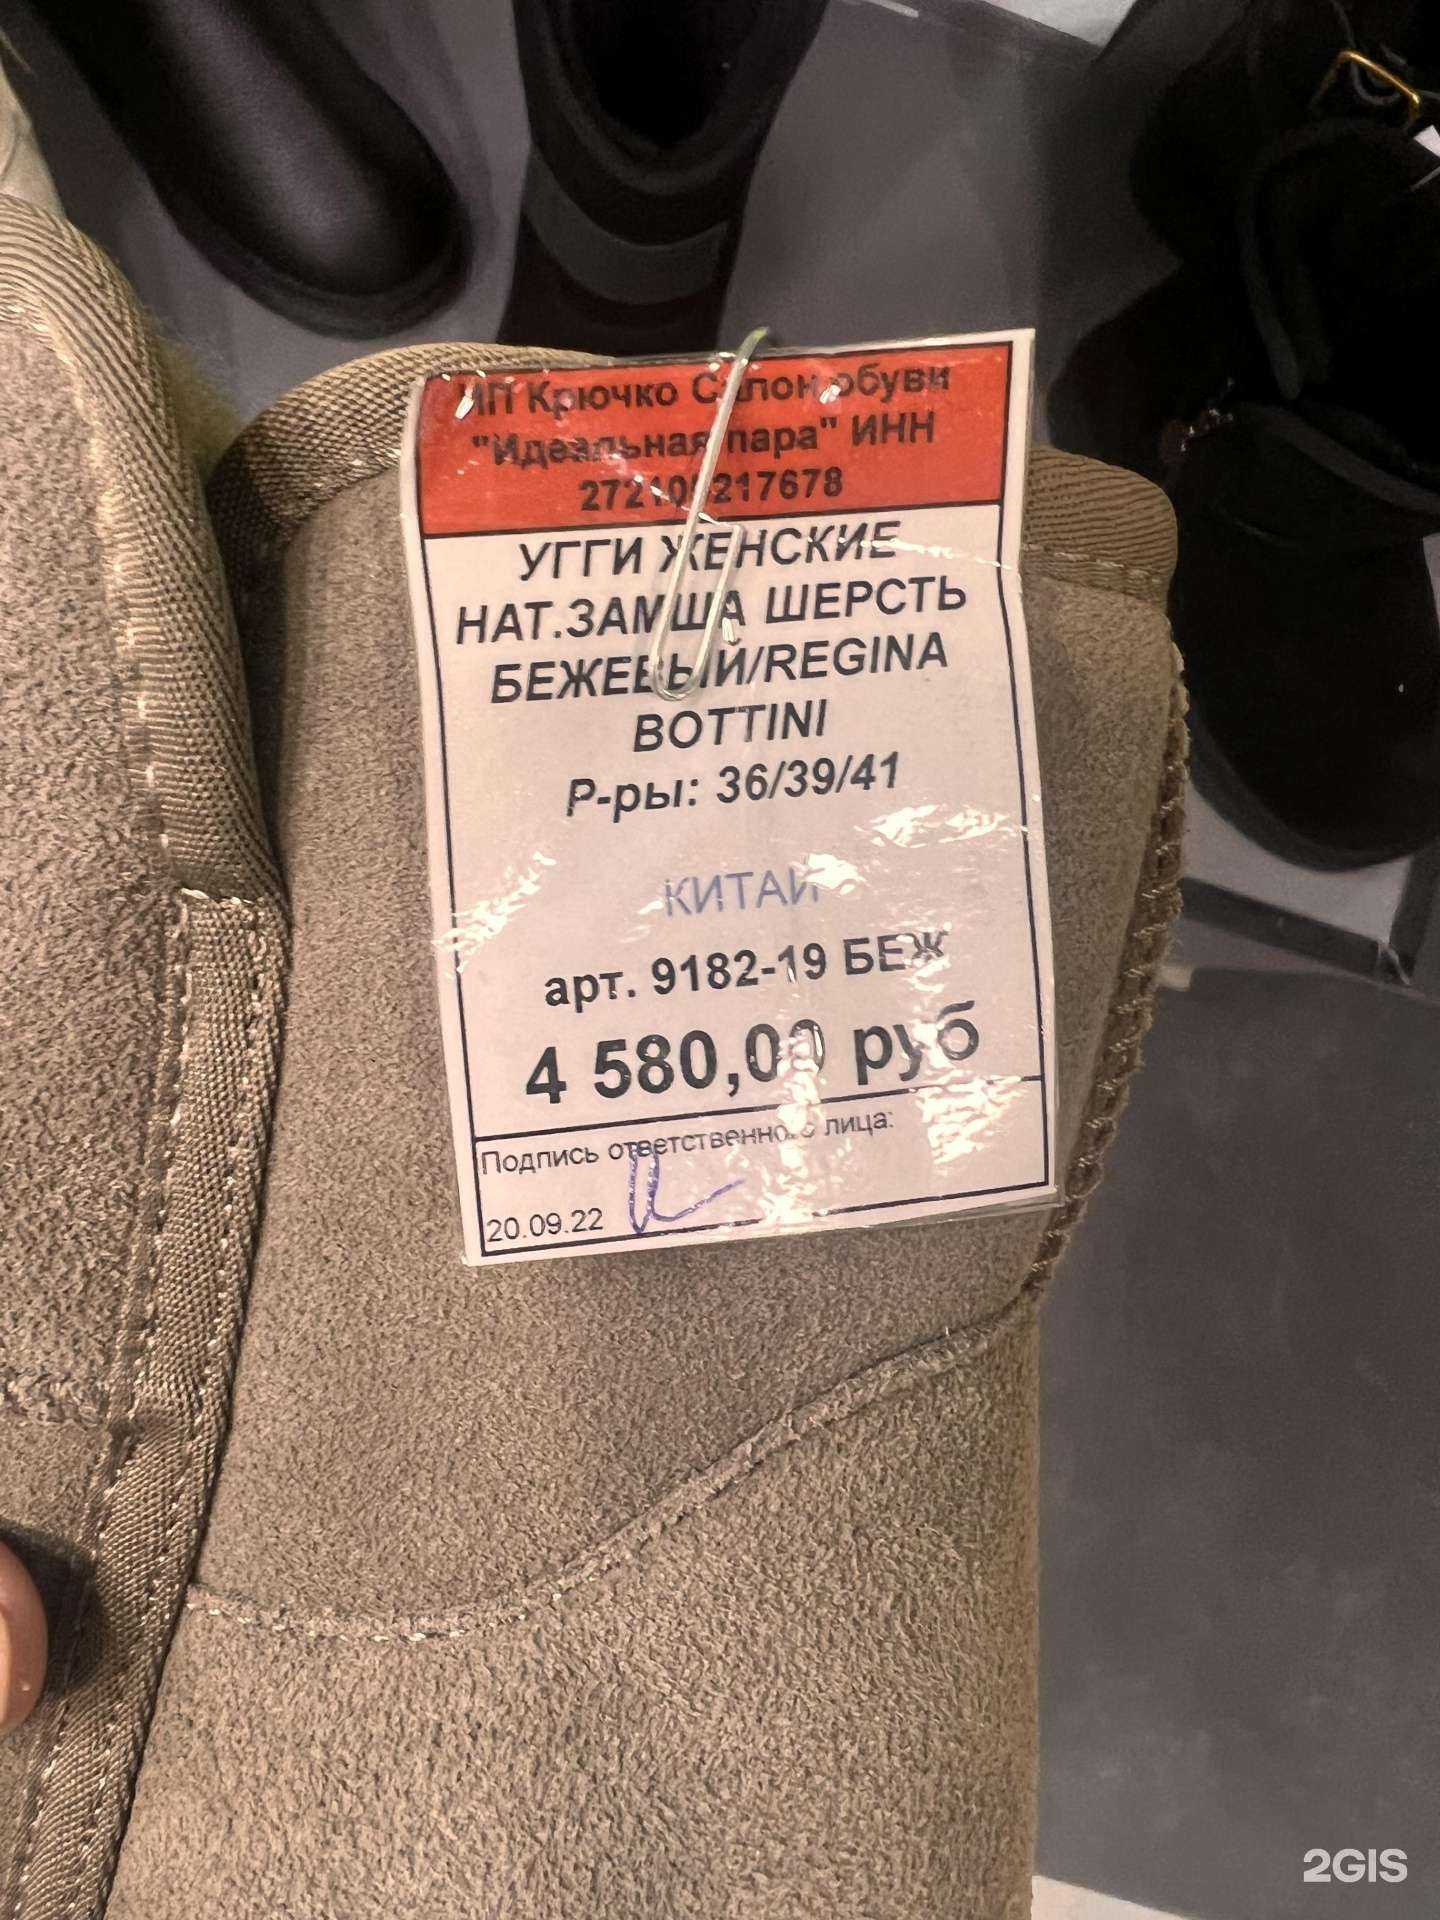 ИП Крючко Салон обуви
"Идеальная пара" ИНН
УГГИ ЖЕНСКИЕ
НАТ.ЗАМША ШЕРСТЬ
БЕЖЕВЫЙ/REGINA
BOTTINI
Р-ры: 36/39/41
КИТАЙ
арт. 9182-19 БЕЖ
4 580,00 руб
Подпись ответственного лица:
20.09.22
2GIS